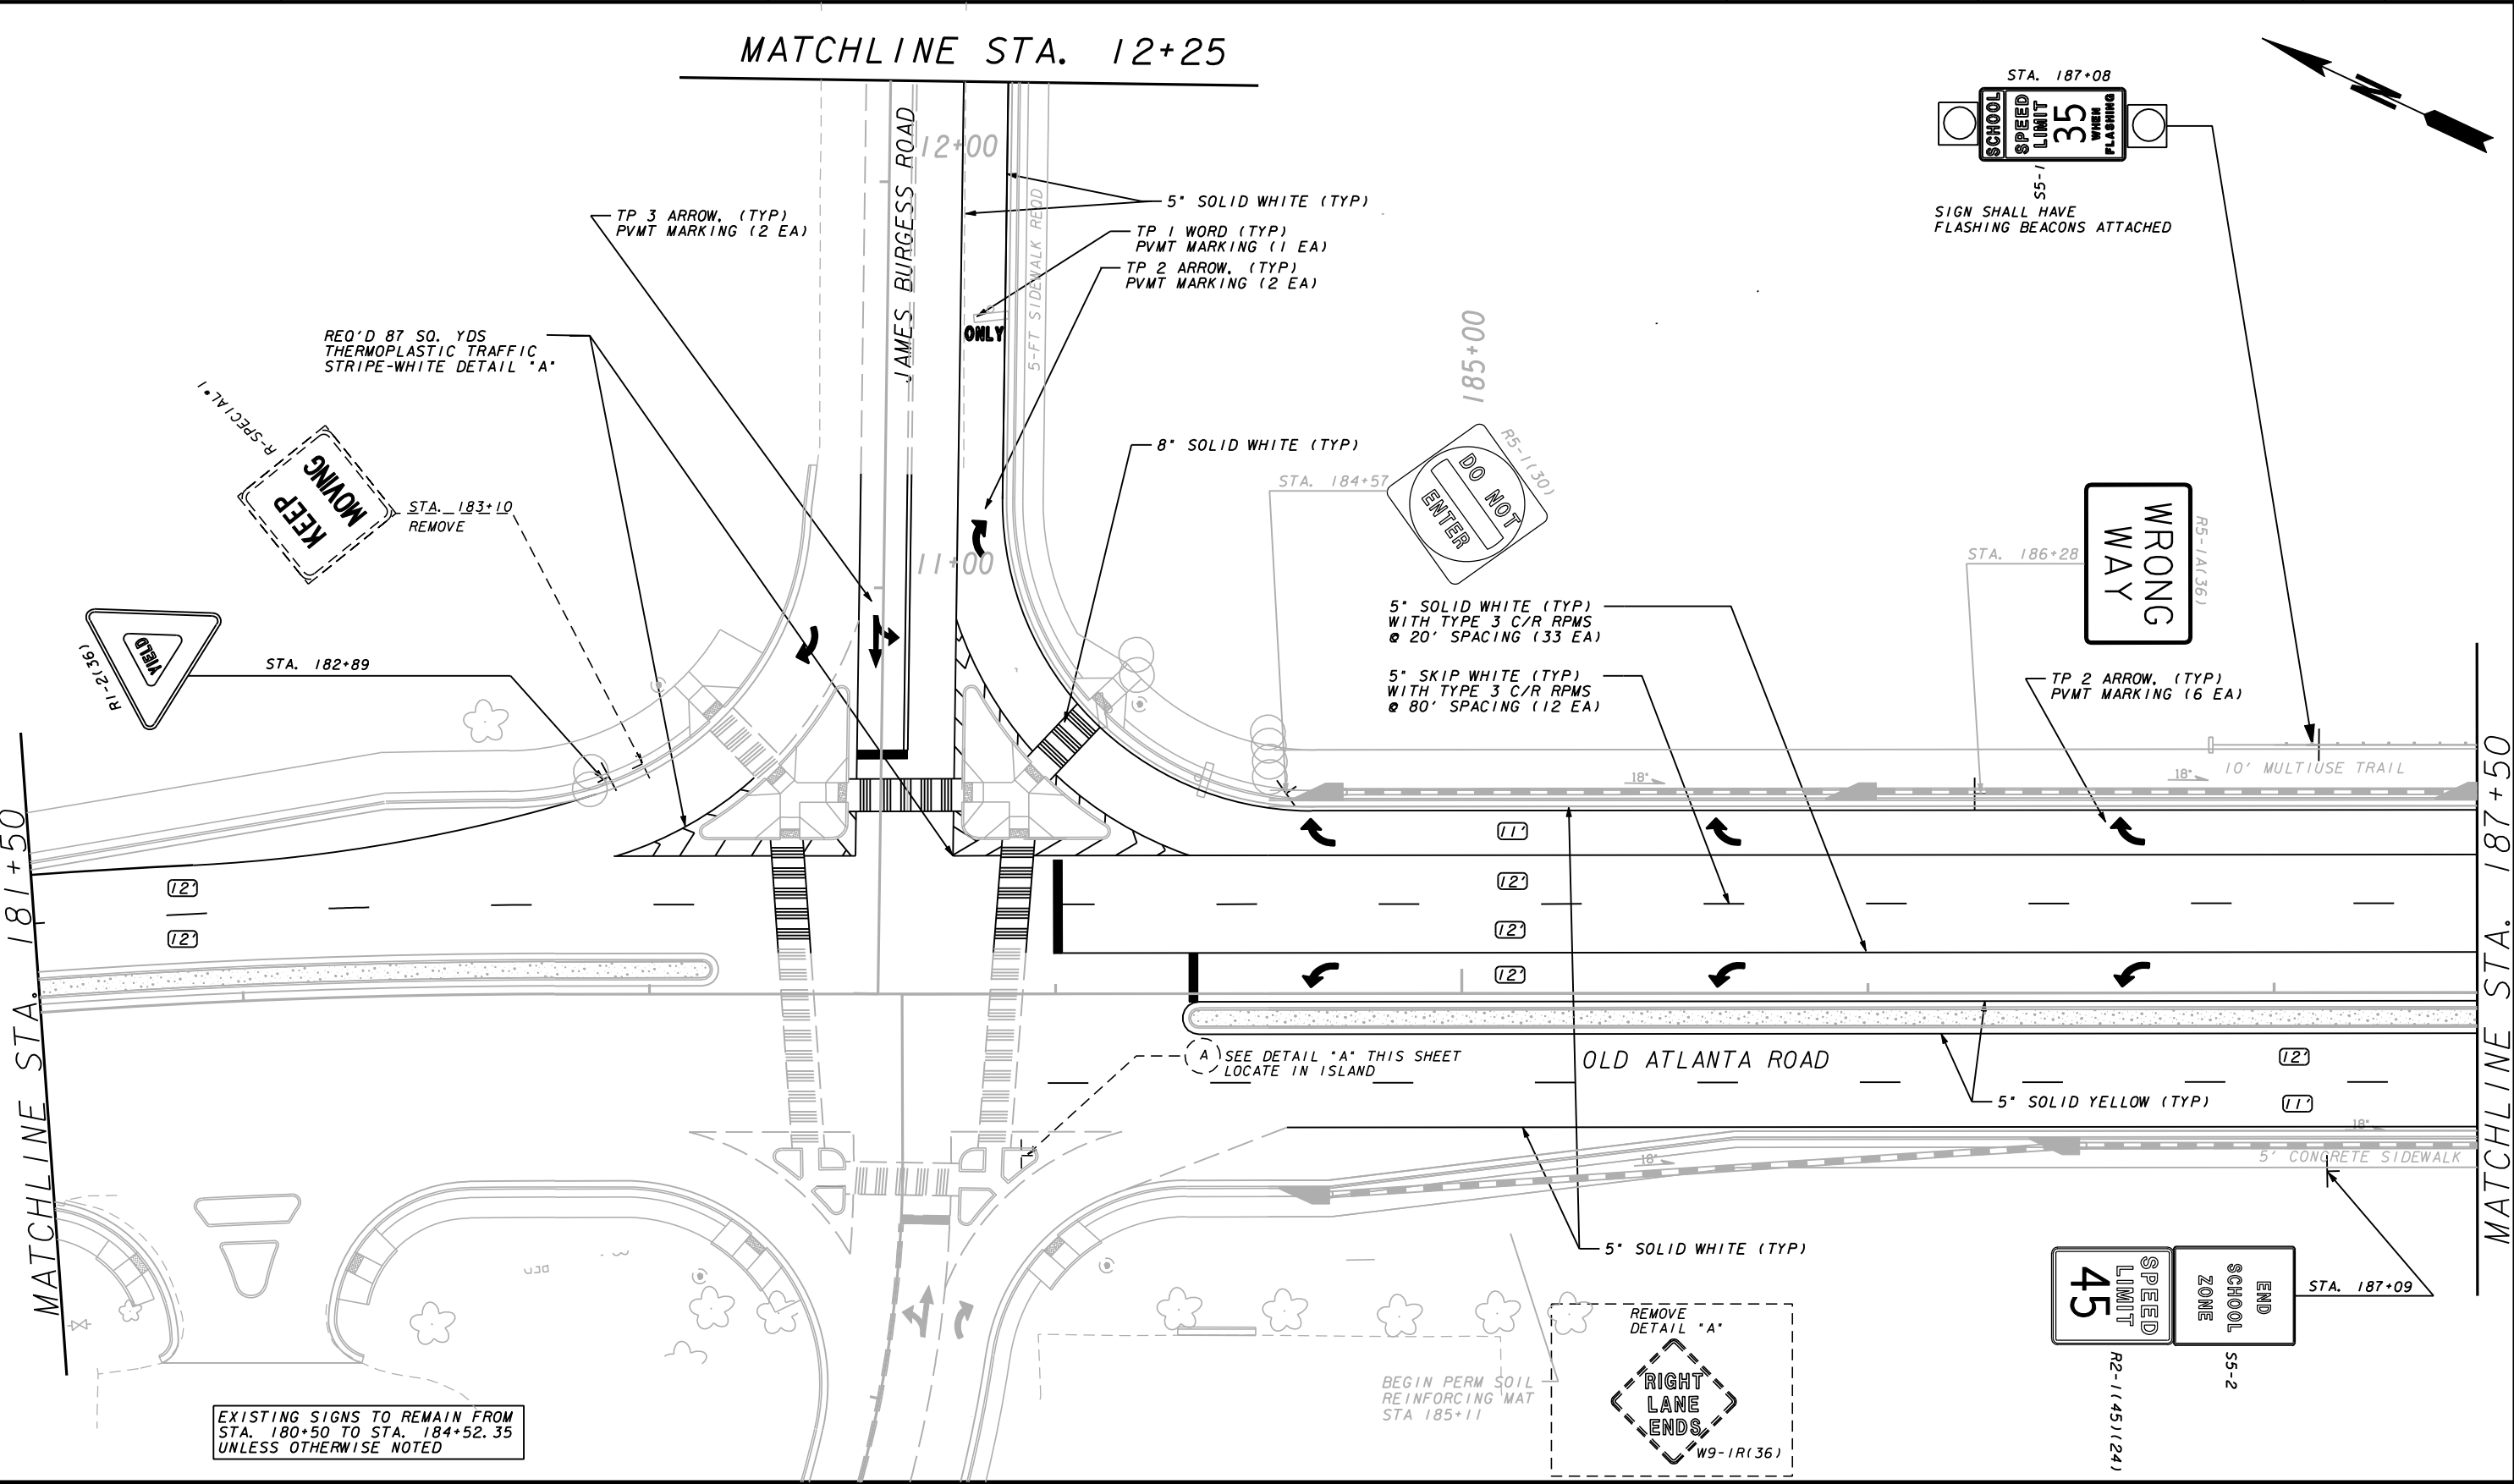 MATCHLINE STA. 12+25
STA. 187+08
SCHOOL
SPEED
LIMIT
35
WHEN
FLASHING
S5-1
SIGN SHALL HAVE
FLASHING BEACONS ATTACHED
N
JAMES BURGESS ROAD
12+00
5" SOLID WHITE (TYP)
TP 3 ARROW, (TYP)
PVMT MARKING (2 EA)
TP 1 WORD (TYP)
PVMT MARKING (1 EA)
TP 2 ARROW, (TYP)
PVMT MARKING (2 EA)
5-FT SIDEWALK REQD
ONLY
REQ'D 87 SQ. YDS
THERMOPLASTIC TRAFFIC
STRIPE-WHITE DETAIL "A"
185+00
R-SPECIAL*1
KEEP
MOVING
STA. 183+10
REMOVE
8" SOLID WHITE (TYP)
STA. 184+57
DO NOT
ENTER
R5-1(30)
11+00
STA. 186+28
WRONG
WAY
R5-1A(36)
5" SOLID WHITE (TYP)
WITH TYPE 3 C/R RPMS
@ 20' SPACING (33 EA)
5" SKIP WHITE (TYP)
WITH TYPE 3 C/R RPMS
@ 80' SPACING (12 EA)
TP 2 ARROW, (TYP)
PVMT MARKING (6 EA)
YIELD
R1-2(36)
STA. 182+89
18"
18"
10' MULTIUSE TRAIL
MATCHLINE STA. 181+50
MATCHLINE STA. 187+50
11'
12'
12'
12'
12'
12'
A
SEE DETAIL "A" THIS SHEET
LOCATE IN ISLAND
OLD ATLANTA ROAD
12'
11'
5" SOLID YELLOW (TYP)
18"
18"
5' CONCRETE SIDEWALK
5" SOLID WHITE (TYP)
SPEED
LIMIT
45
END
SCHOOL
ZONE
STA. 187+09
R2-1(45)(24)
S5-2
REMOVE
DETAIL "A"
RIGHT
LANE
ENDS
W9-1R(36)
BEGIN PERM SOIL
REINFORCING MAT
STA 185+11
EXISTING SIGNS TO REMAIN FROM
STA. 180+50 TO STA. 184+52.35
UNLESS OTHERWISE NOTED